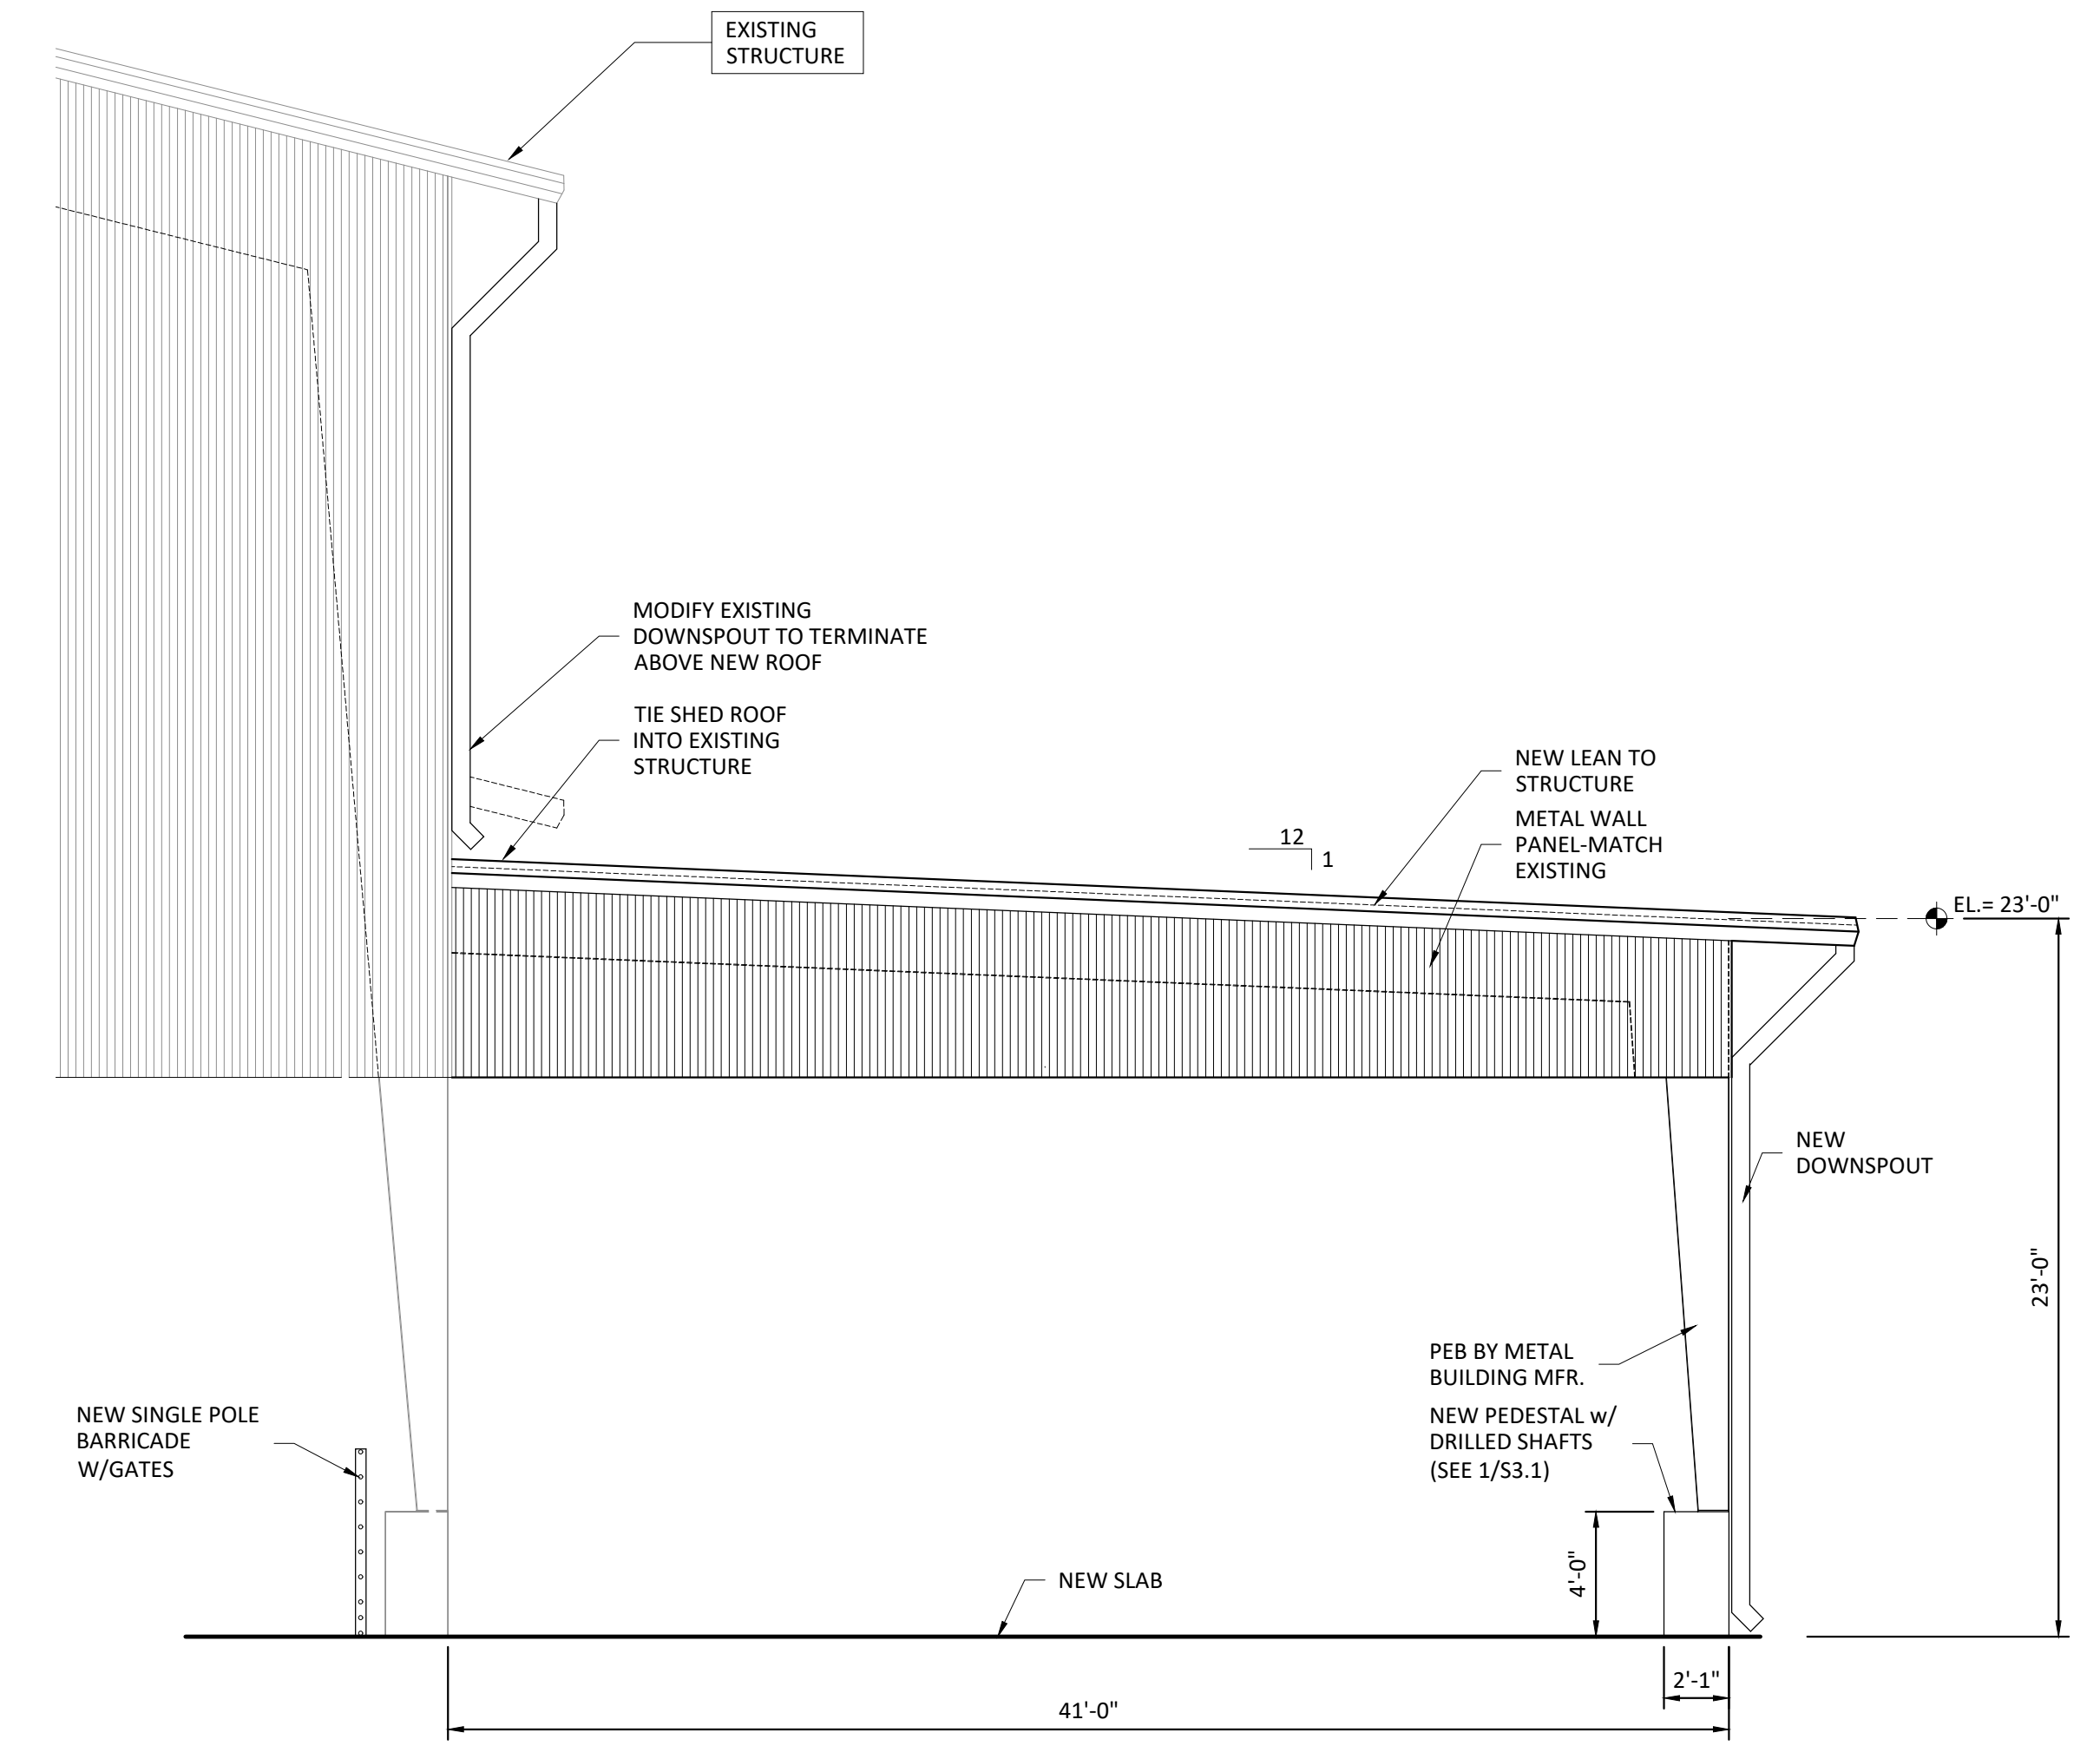 EXISTING
STRUCTURE
MODIFY EXISTING
DOWNSPOUT TO TERMINATE
ABOVE NEW ROOF
TIE SHED ROOF
INTO EXISTING
STRUCTURE
NEW LEAN TO
STRUCTURE
METAL WALL
PANEL-MATCH
EXISTING
12
1
EL.= 23'-0"
NEW
DOWNSPOUT
23'-0"
PEB BY METAL
BUILDING MFR.
NEW PEDESTAL w/
DRILLED SHAFTS
(SEE 1/S3.1)
NEW SINGLE POLE
BARRICADE
W/GATES
NEW SLAB
4'-0"
2'-1"
41'-0"